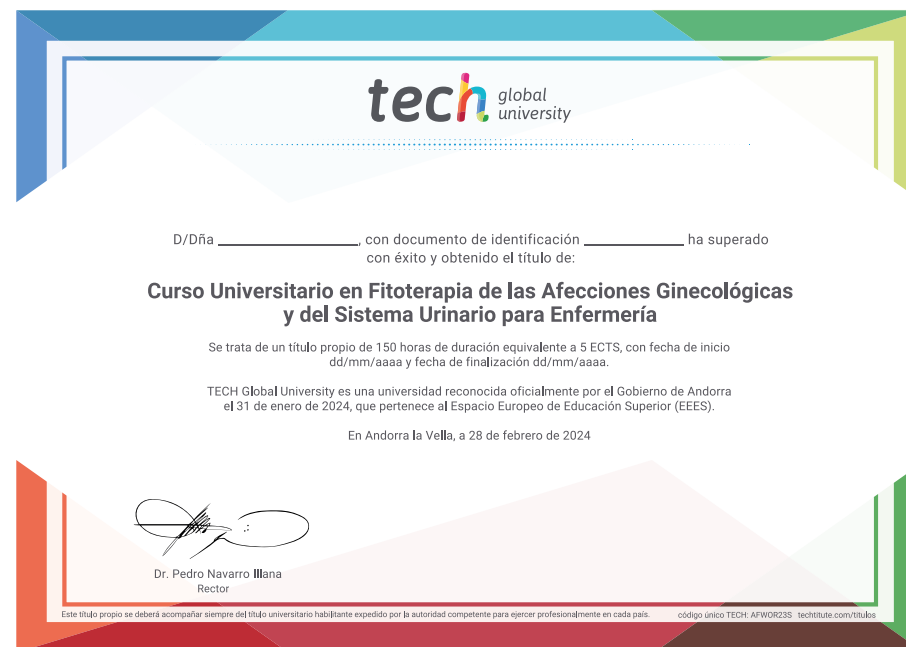 tech global university
D/Dña ____________________, con documento de identificación ______________ ha superado
con éxito y obtenido el título de:
Curso Universitario en Fitoterapia de las Afecciones Ginecológicas
y del Sistema Urinario para Enfermería
Se trata de un título propio de 150 horas de duración equivalente a 5 ECTS, con fecha de inicio
dd/mm/aaaa y fecha de finalización dd/mm/aaaa.
TECH Global University es una universidad reconocida oficialmente por el Gobierno de Andorra
el 31 de enero de 2024, que pertenece al Espacio Europeo de Educación Superior (EEES).
En Andorra la Vella, a 28 de febrero de 2024
Dr. Pedro Navarro Illana
Rector
Este título propio se deberá acompañar siempre del título universitario habilitante expedido por la autoridad competente para ejercer profesionalmente en cada país.
código único TECH: AFWOR23S techtitute.com/titulos